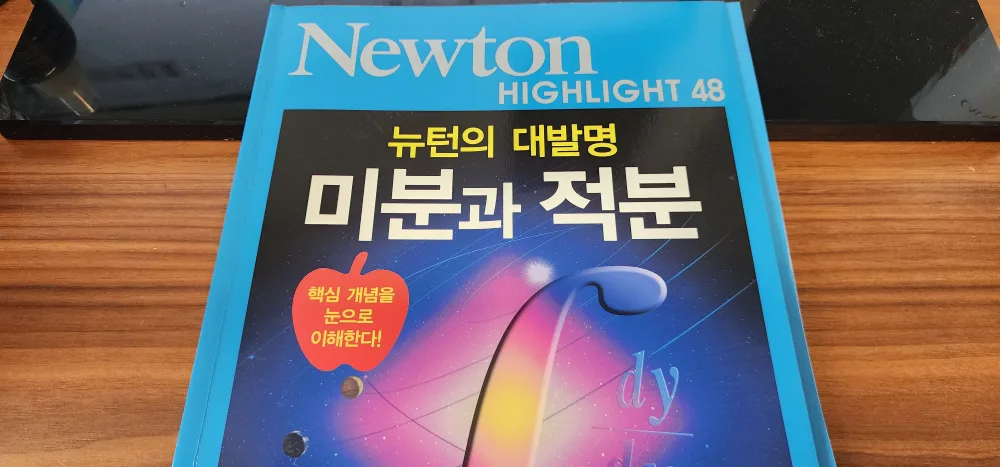 Newton
HIGHLIGHT 48
뉴턴의 대발명
미분과 적분
핵심 개념을
눈으로
이해한다!
dy